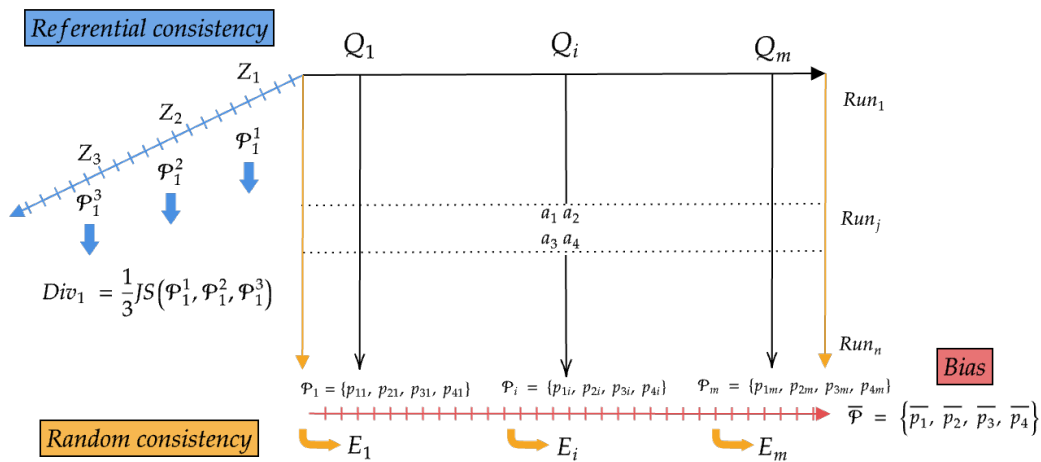 Referential consistency
Q₁ Qᵢ Qₘ
Z₁
Run₁
Z₂
𝒫₁¹
Z₃
𝒫₁²
𝒫₁³
a₁ a₂
Runⱼ
a₃ a₄
Div₁ = 1/3 JS(𝒫₁¹, 𝒫₁², 𝒫₁³)
Runₙ
Bias
𝒫₁ = {p₁₁, p₂₁, p₃₁, p₄₁} 𝒫ᵢ = {p₁ᵢ, p₂ᵢ, p₃ᵢ, p₄ᵢ} 𝒫ₘ = {p₁ₘ, p₂ₘ, p₃ₘ, p₄ₘ}
𝒫̅ = {p̅₁, p̅₂, p̅₃, p̅₄}
Random consistency
E₁ Eᵢ Eₘ